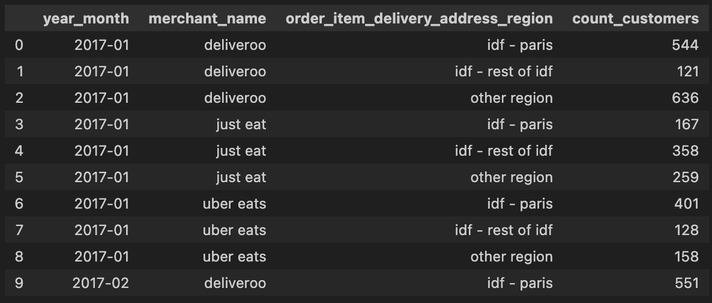 year_month merchant_name order_item_delivery_address_region count_customers
0 2017-01 deliveroo idf - paris 544
1 2017-01 deliveroo idf - rest of idf 121
2 2017-01 deliveroo other region 636
3 2017-01 just eat idf - paris 167
4 2017-01 just eat idf - rest of idf 358
5 2017-01 just eat other region 259
6 2017-01 uber eats idf - paris 401
7 2017-01 uber eats idf - rest of idf 128
8 2017-01 uber eats other region 158
9 2017-02 deliveroo idf - paris 551